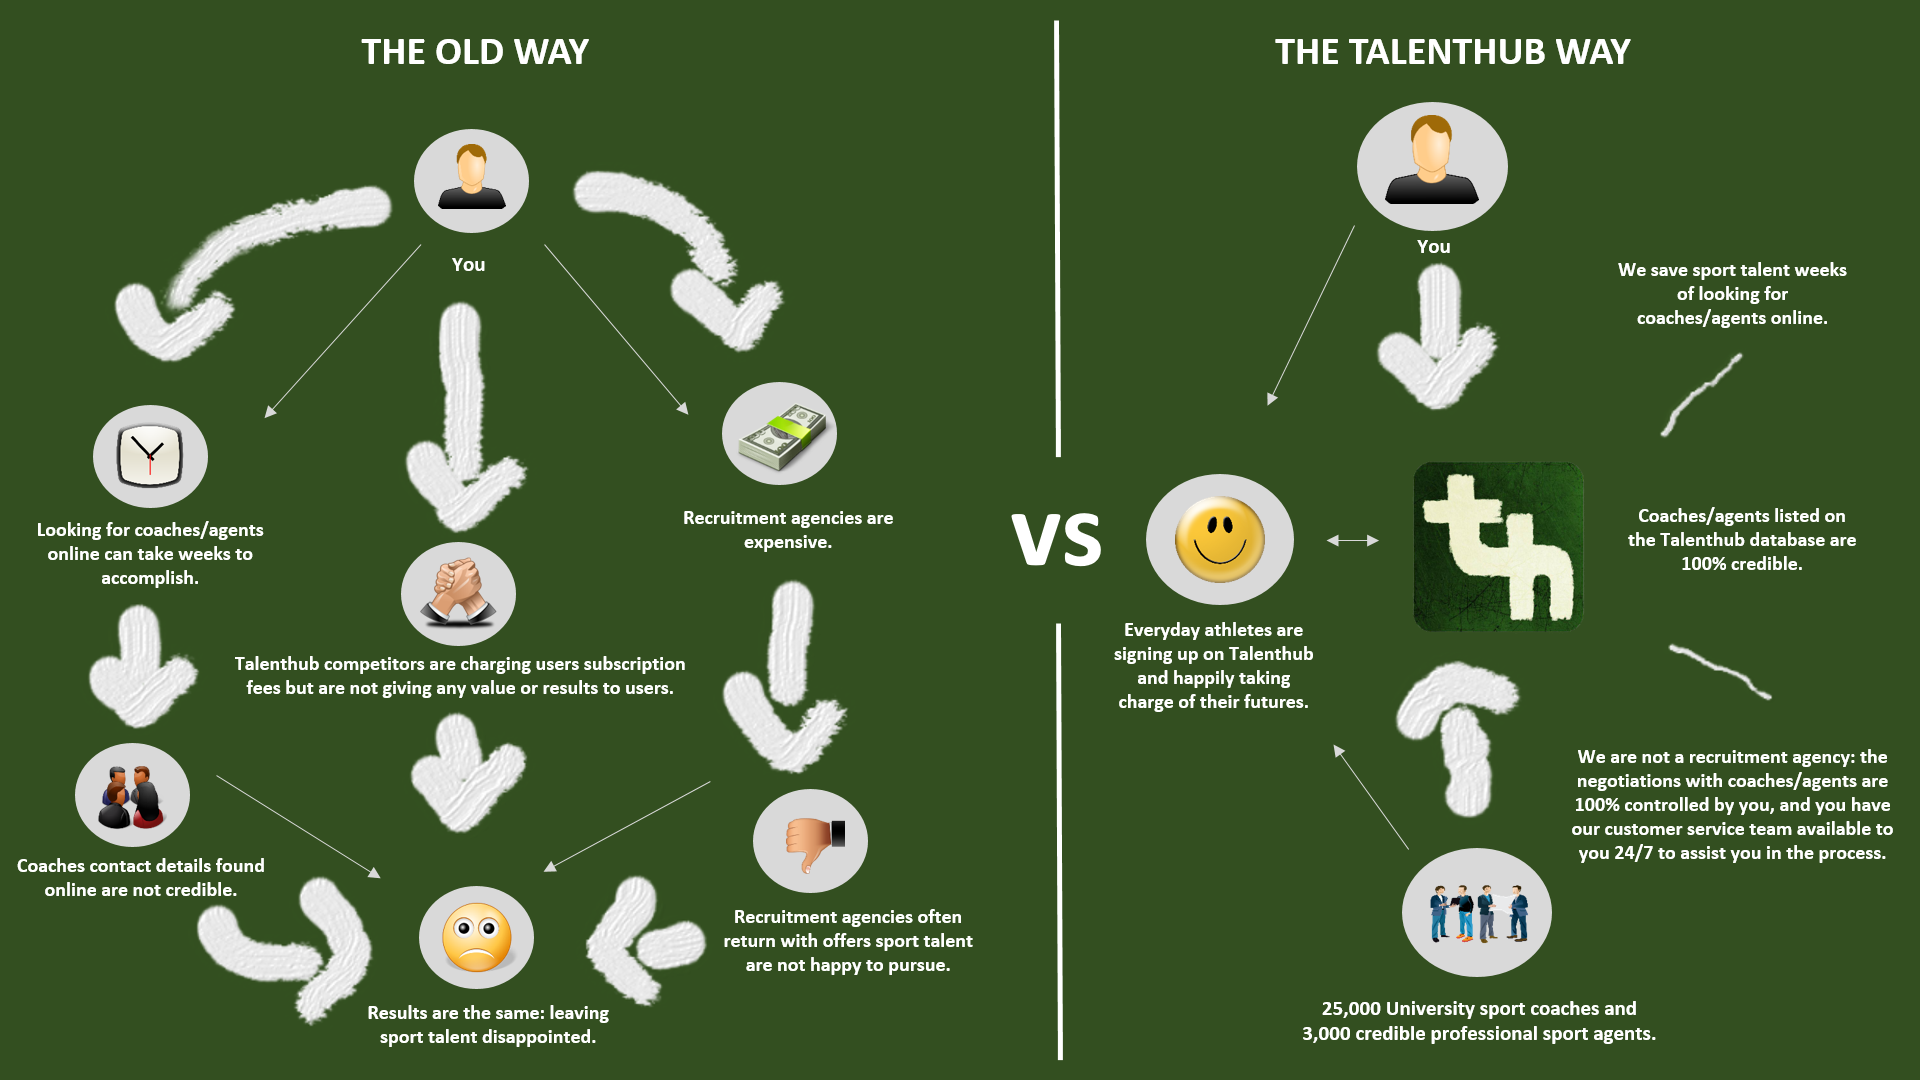 THE OLD WAY
You
Looking for coaches/agents
online can take weeks to
accomplish.
Recruitment agencies are
expensive.
Talenthub competitors are charging users subscription
fees but are not giving any value or results to users.
Coaches contact details found
online are not credible.
Recruitment agencies often
return with offers sport talent
are not happy to pursue.
Results are the same: leaving
sport talent disappointed.
VS
THE TALENTHUB WAY
You
We save sport talent weeks
of looking for
coaches/agents online.
th
Coaches/agents listed on
the Talenthub database are
100% credible.
Everyday athletes are
signing up on Talenthub
and happily taking
charge of their futures.
We are not a recruitment agency: the
negotiations with coaches/agents are
100% controlled by you, and you have
our customer service team available to
you 24/7 to assist you in the process.
25,000 University sport coaches and
3,000 credible professional sport agents.